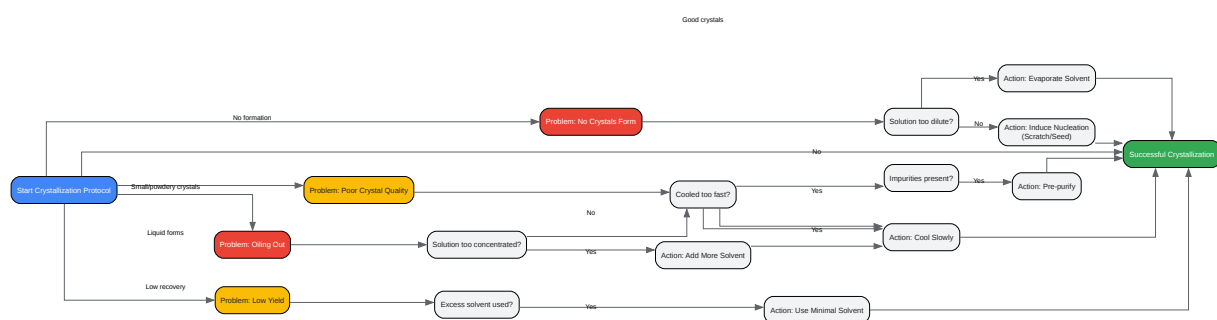 Good crystals
Yes
Action: Evaporate Solvent
No formation
Problem: No Crystals Form
Solution too dilute?
No
Action: Induce Nucleation
(Scratch/Seed)
No
Successful Crystallization
Start Crystallization Protocol
Small/powdery crystals
Problem: Poor Crystal Quality
Cooled too fast?
Yes
Impurities present?
Yes
Action: Pre-purify
Liquid forms
Problem: Oiling Out
Solution too concentrated?
No
Yes
Action: Add More Solvent
Yes
Action: Cool Slowly
Low recovery
Problem: Low Yield
Excess solvent used?
Yes
Action: Use Minimal Solvent